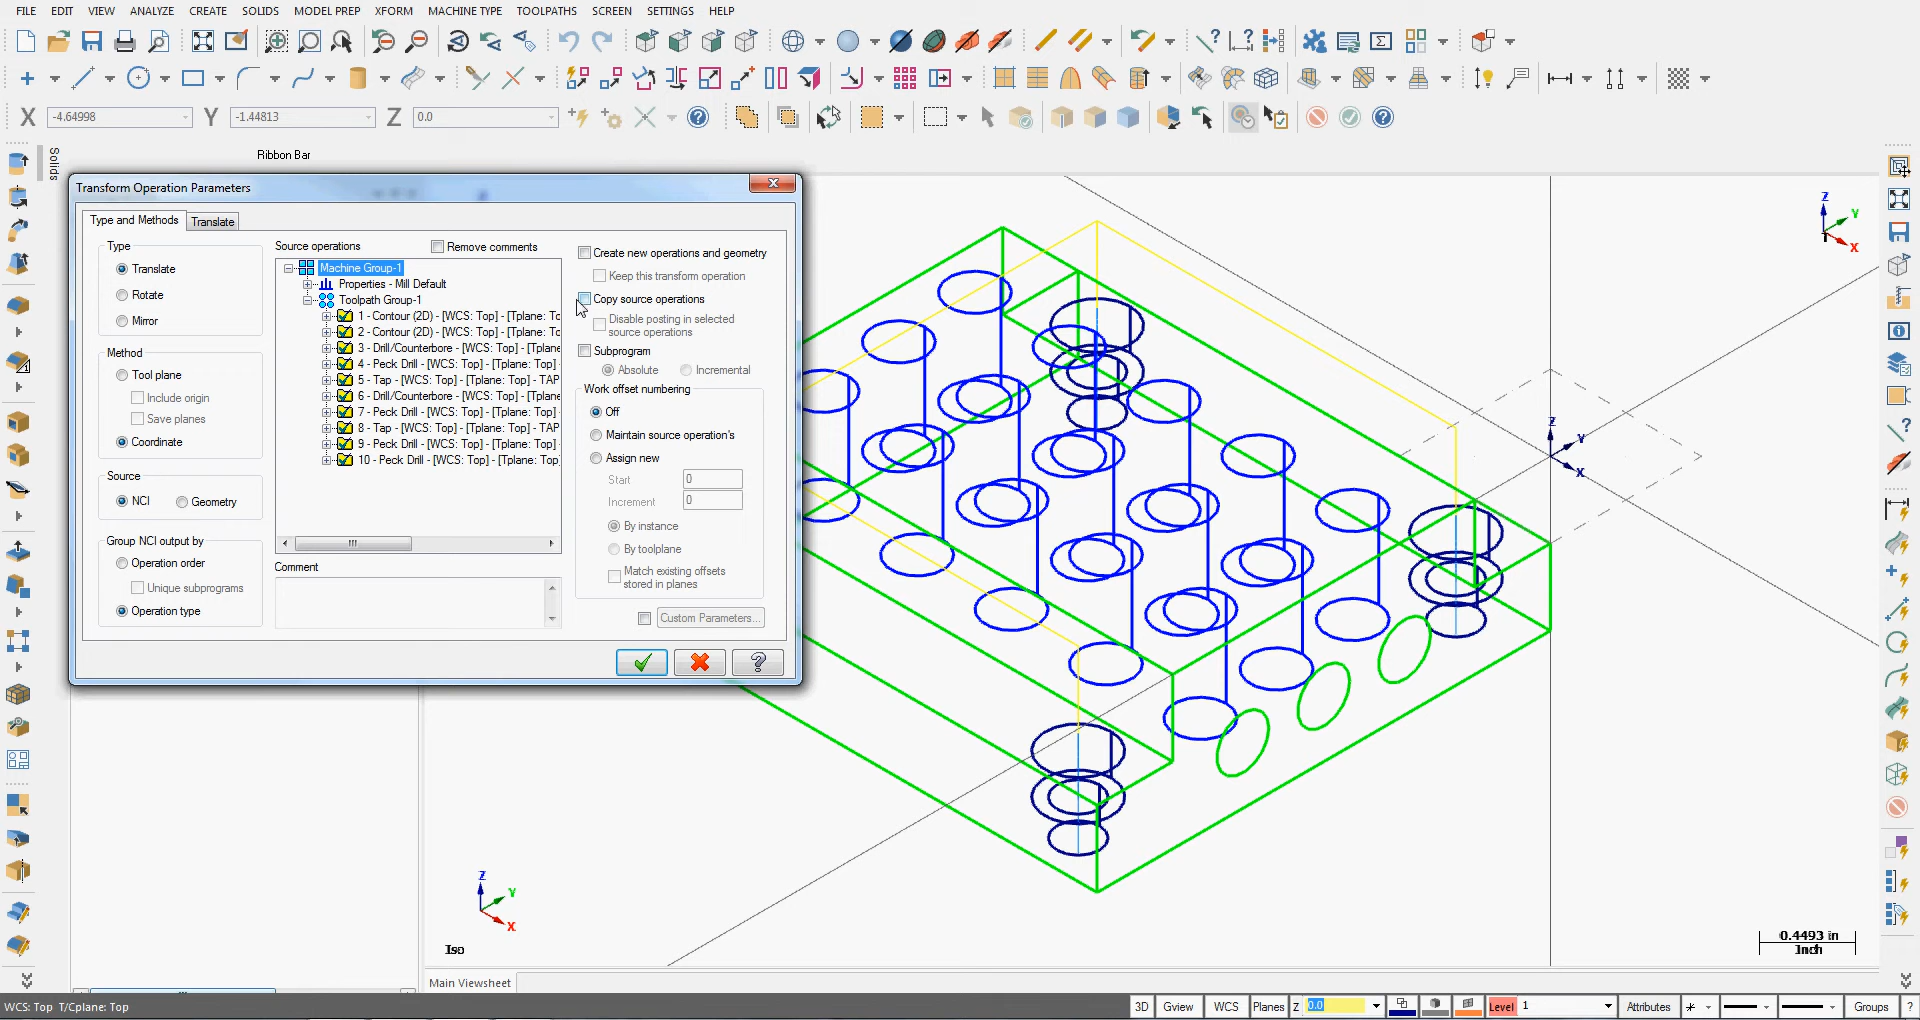 FILE EDIT VIEW ANALYZE CREATE SOLIDS MODEL PREP XFORM MACHINE TYPE TOOLPATHS SCREEN SETTINGS HELP
X -4.64998 Y -1.44813 Z 0.0
Ribbon Bar
Solids
Transform Operation Parameters
Type and Methods Translate
Type
Translate
Rotate
Mirror
Method
Tool plane
Include origin
Save planes
Coordinate
Source
NCI Geometry
Group NCI output by
Operation order
Unique subprograms
Operation type
Source operations Remove comments
Machine Group-1
Properties - Mill Default
Toolpath Group-1
1 - Contour (2D) - [WCS: Top] - [Tplane: To
2 - Contour (2D) - [WCS: Top] - [Tplane: To
3 - Drill/Counterbore - [WCS: Top] - [Tplane
4 - Peck Drill - [WCS: Top] - [Tplane: Top]
5 - Tap - [WCS: Top] - [Tplane: Top] - TAP
6 - Drill/Counterbore - [WCS: Top] - [Tplane
7 - Peck Drill - [WCS: Top] - [Tplane: Top]
8 - Tap - [WCS: Top] - [Tplane: Top] - TAP
9 - Peck Drill - [WCS: Top] - [Tplane: Top]
10 - Peck Drill - [WCS: Top] - [Tplane: Top
Comment
Create new operations and geometry
Keep this transform operation
Copy source operations
Disable posting in selected
source operations
Subprogram
Absolute Incremental
Work offset numbering
Off
Maintain source operation's
Assign new
Start 0
Increment 0
By instance
By toolplane
Match existing offsets
stored in planes
Custom Parameters...
Z
Y
X
Z
Y
X
Z
Y
X
Iso
0.4493 in
Inch
Main Viewsheet
WCS: Top T/Cplane: Top
3D Gview WCS Planes Z 0.0 Level 1 Attributes Groups ?